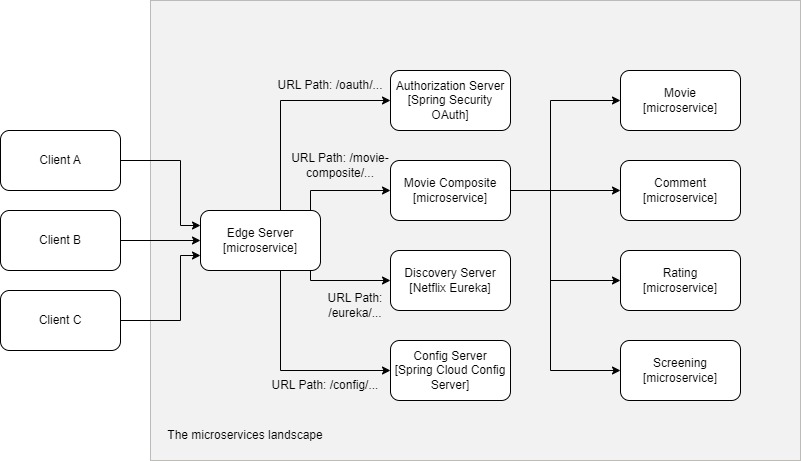 Client A
Client B
Client C
Edge Server
[microservice]
URL Path: /oauth/...
Authorization Server
[Spring Security
OAuth]
URL Path: /movie-
composite/...
Movie Composite
[microservice]
Discovery Server
[Netflix Eureka]
URL Path:
/eureka/...
Config Server
[Spring Cloud Config
Server]
URL Path: /config/...
Movie
[microservice]
Comment
[microservice]
Rating
[microservice]
Screening
[microservice]
The microservices landscape